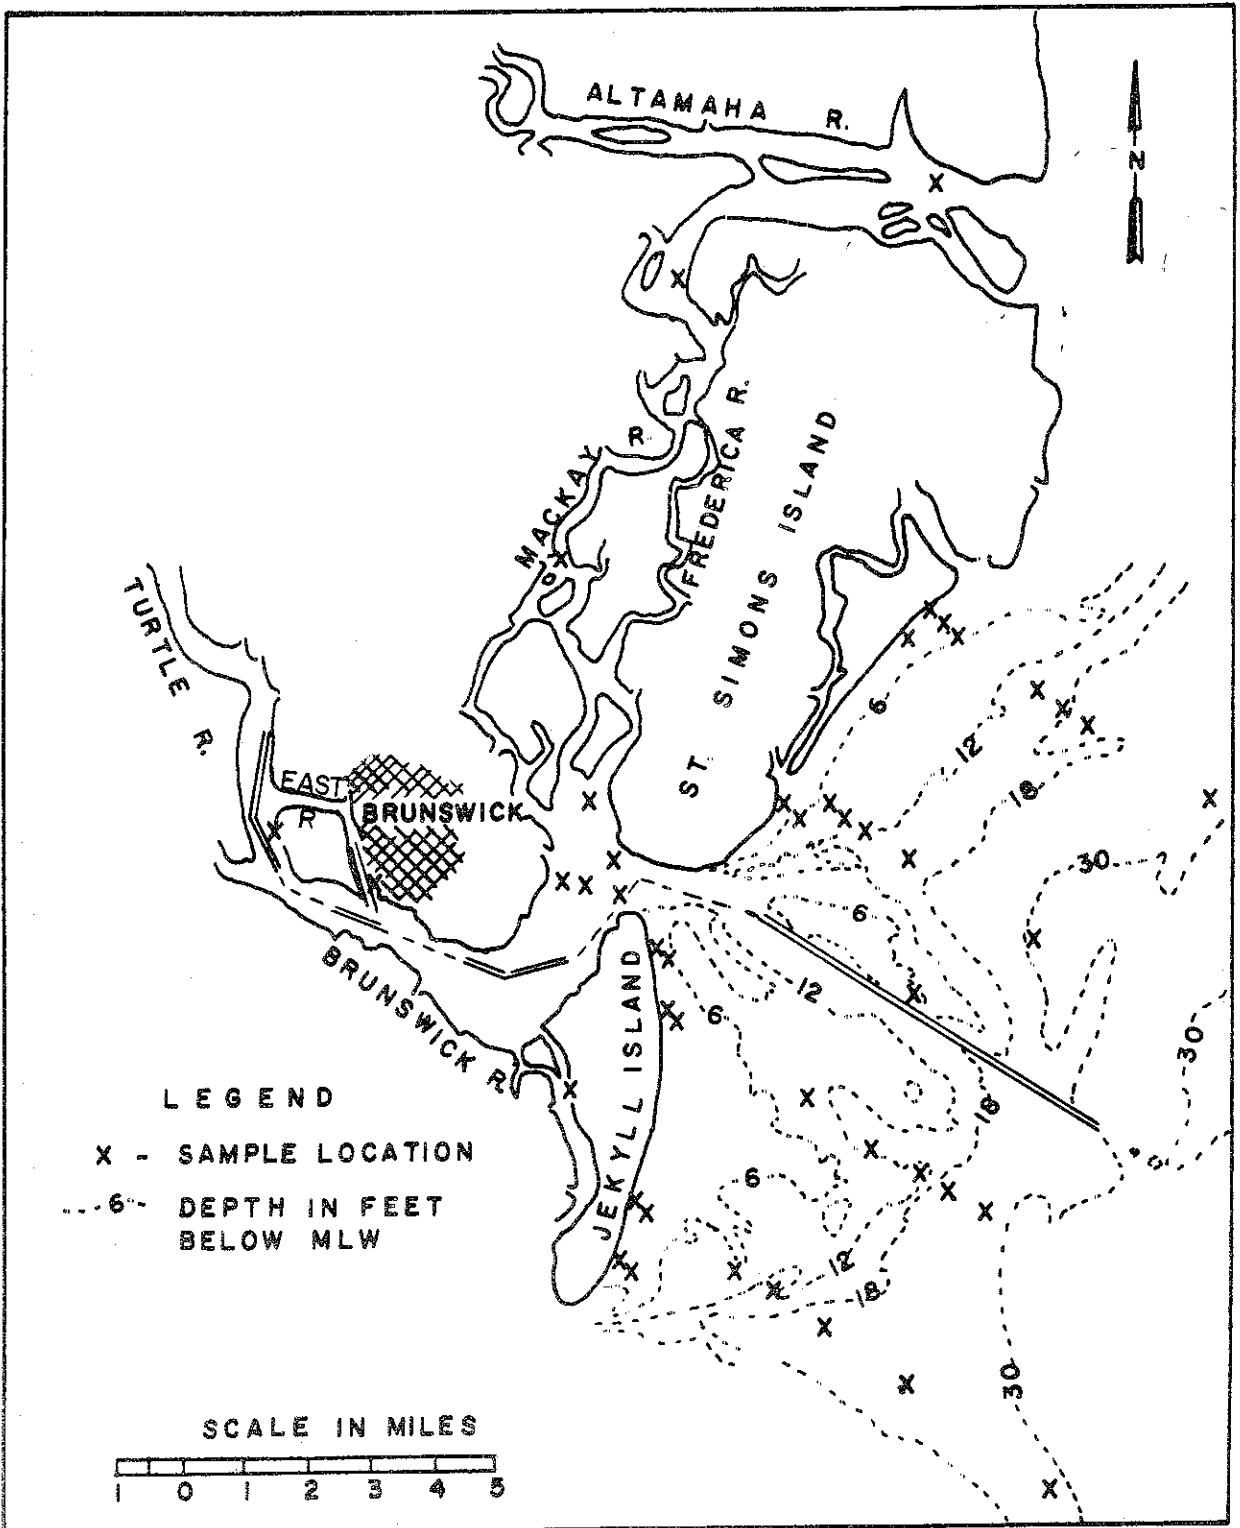 ALTAMAHA R.
N
MACKAY R.
FREDERICA R.
ST. SIMONS ISLAND
TURTLE R.
EAST R
BRUNSWICK
6
12
18
30
6
BRUNSWICK R.
JEKYLL ISLAND
12
6
30
18
6
12
18
30
LEGEND
X - SAMPLE LOCATION
---6-- DEPTH IN FEET
BELOW MLW
SCALE IN MILES
1 0 1 2 3 5